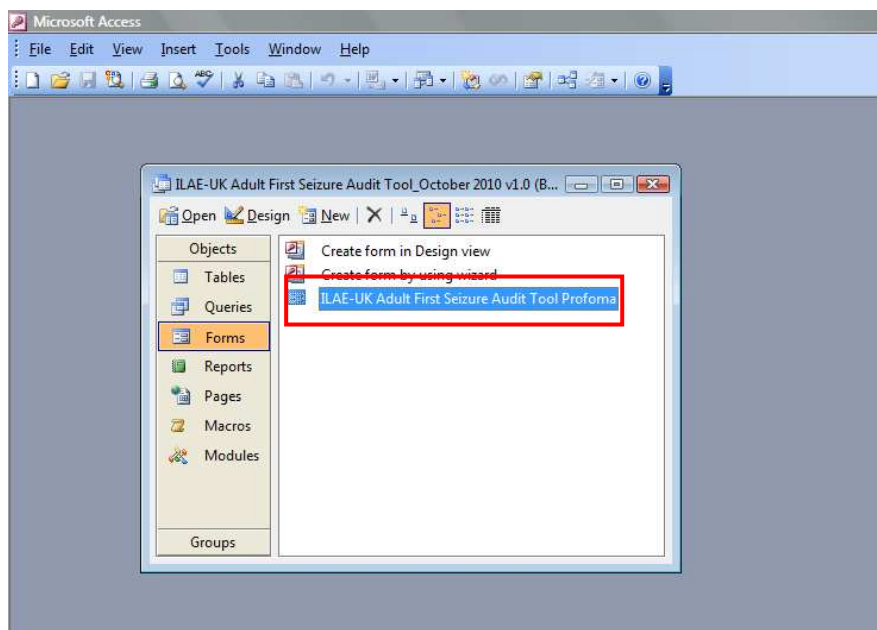 Microsoft Access
File Edit View Insert Tools Window Help
ABC
ILAE-UK Adult First Seizure Audit Tool_October 2010 v1.0 (B...
Open Design New
Objects
Create form in Design view
Tables
Create form by using wizard
Queries
ILAE-UK Adult First Seizure Audit Tool Profoma
Forms
Reports
Pages
Macros
Modules
Groups